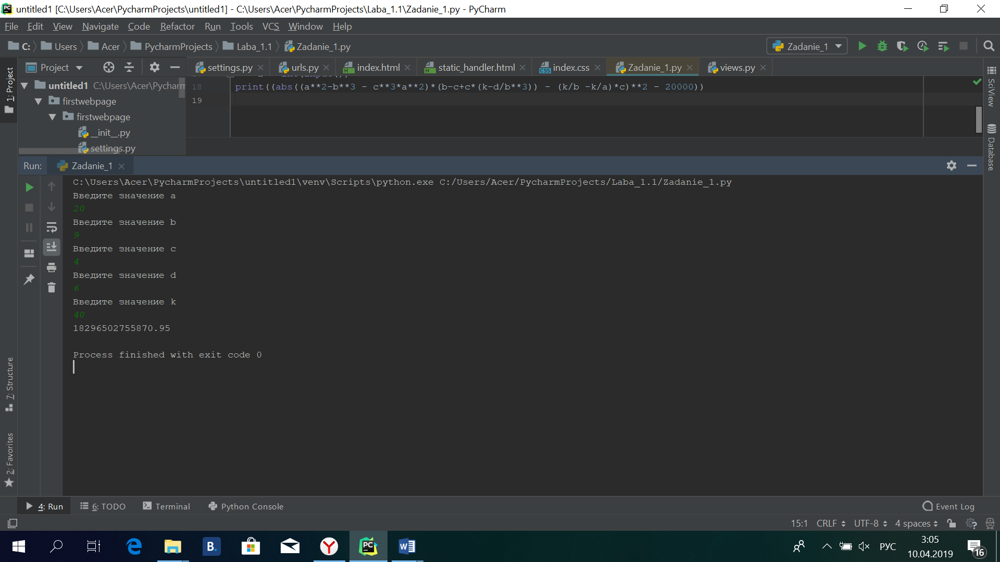 untitled1 [C:\Users\Acer\PycharmProjects\untitled1] - C:\Users\Acer\PycharmProjects\Laba_1.1\Zadanie_1.py - PyCharm
File Edit View Navigate Code Refactor Run Tools VCS Window Help
C: Users Acer PycharmProjects Laba_1.1 Zadanie_1.py
Zadanie_1
1: Project
Project
settings.py urls.py index.html static_handler.html index.css Zadanie_1.py views.py
untitled1 C:\Users\Acer\Pycharm
firstwebpage
firstwebpage
__init__.py
settings.py
18 print((abs((a**2-b**3 - c**3*a**2)*(b-c+c*(k-d/b**3)) - (k/b -k/a)*c)**2 - 20000))
19
SciView
Database
Run: Zadanie_1
C:\Users\Acer\PycharmProjects\untitled1\venv\Scripts\python.exe C:/Users/Acer/PycharmProjects/Laba_1.1/Zadanie_1.py
Введите значение a
20
Введите значение b
9
Введите значение c
4
Введите значение d
6
Введите значение k
40
18296502755870.95
Process finished with exit code 0
7: Structure
2: Favorites
4: Run 6: TODO Terminal Python Console Event Log
15:1 CRLF UTF-8 4 spaces
РУС
3:05
10.04.2019
16